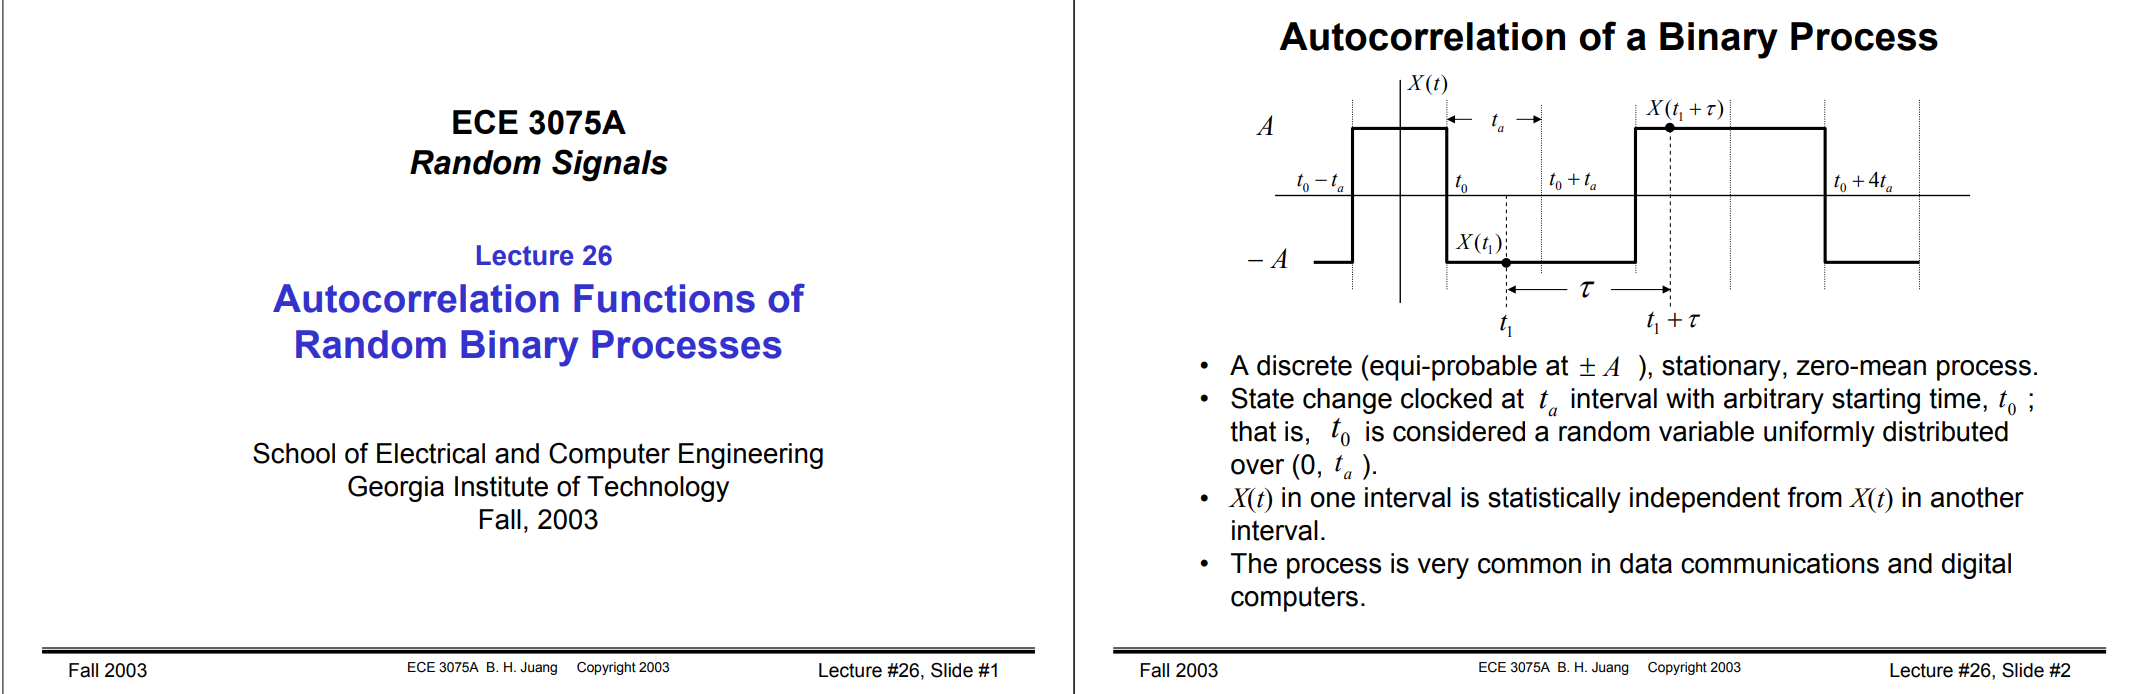 ECE 3075A
Random Signals
Lecture 26
Autocorrelation Functions of
Random Binary Processes
School of Electrical and Computer Engineering
Georgia Institute of Technology
Fall, 2003
Fall 2003 ECE 3075A B. H. Juang Copyright 2003 Lecture #26, Slide #1
Autocorrelation of a Binary Process
X(t)
A
t_a
X(t_1 + τ)
t_0 − t_a
t_0
t_0 + t_a
t_0 + 4t_a
− A
X(t_1)
τ
t_1
t_1 + τ
• A discrete (equi-probable at ± A ), stationary, zero-mean process.
• State change clocked at t_a interval with arbitrary starting time, t_0 ;
that is, t_0 is considered a random variable uniformly distributed
over (0, t_a ).
• X(t) in one interval is statistically independent from X(t) in another
interval.
• The process is very common in data communications and digital
computers.
Fall 2003 ECE 3075A B. H. Juang Copyright 2003 Lecture #26, Slide #2